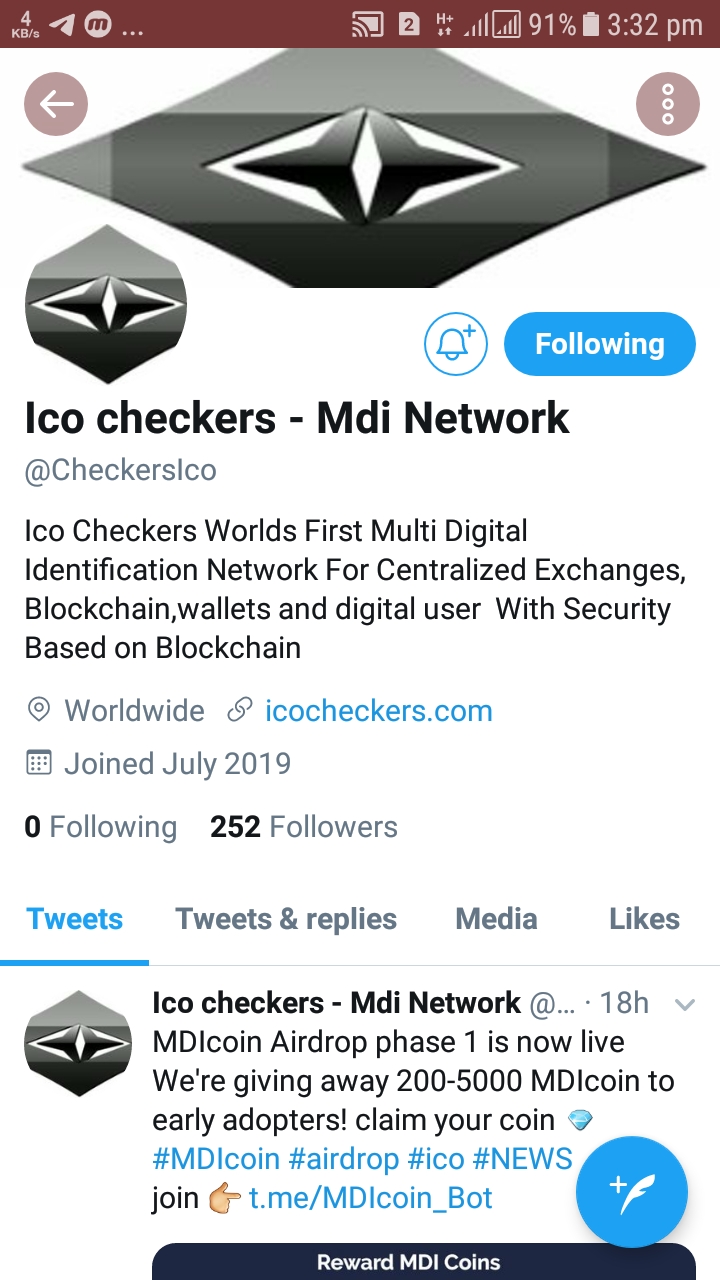 4
KB/s
... 2 H+ 91% 3:32 pm
Following
Ico checkers - Mdi Network
@CheckersIco
Ico Checkers Worlds First Multi Digital
Identification Network For Centralized Exchanges,
Blockchain,wallets and digital user  With Security
Based on Blockchain
Worldwide icocheckers.com
Joined July 2019
0 Following 252 Followers
Tweets Tweets & replies Media Likes
Ico checkers - Mdi Network @... · 18h
MDIcoin Airdrop phase 1 is now live
We're giving away 200-5000 MDIcoin to
early adopters! claim your coin 💎
#MDIcoin #airdrop #ico #NEWS
join 👉 t.me/MDIcoin_Bot
Reward MDI Coins